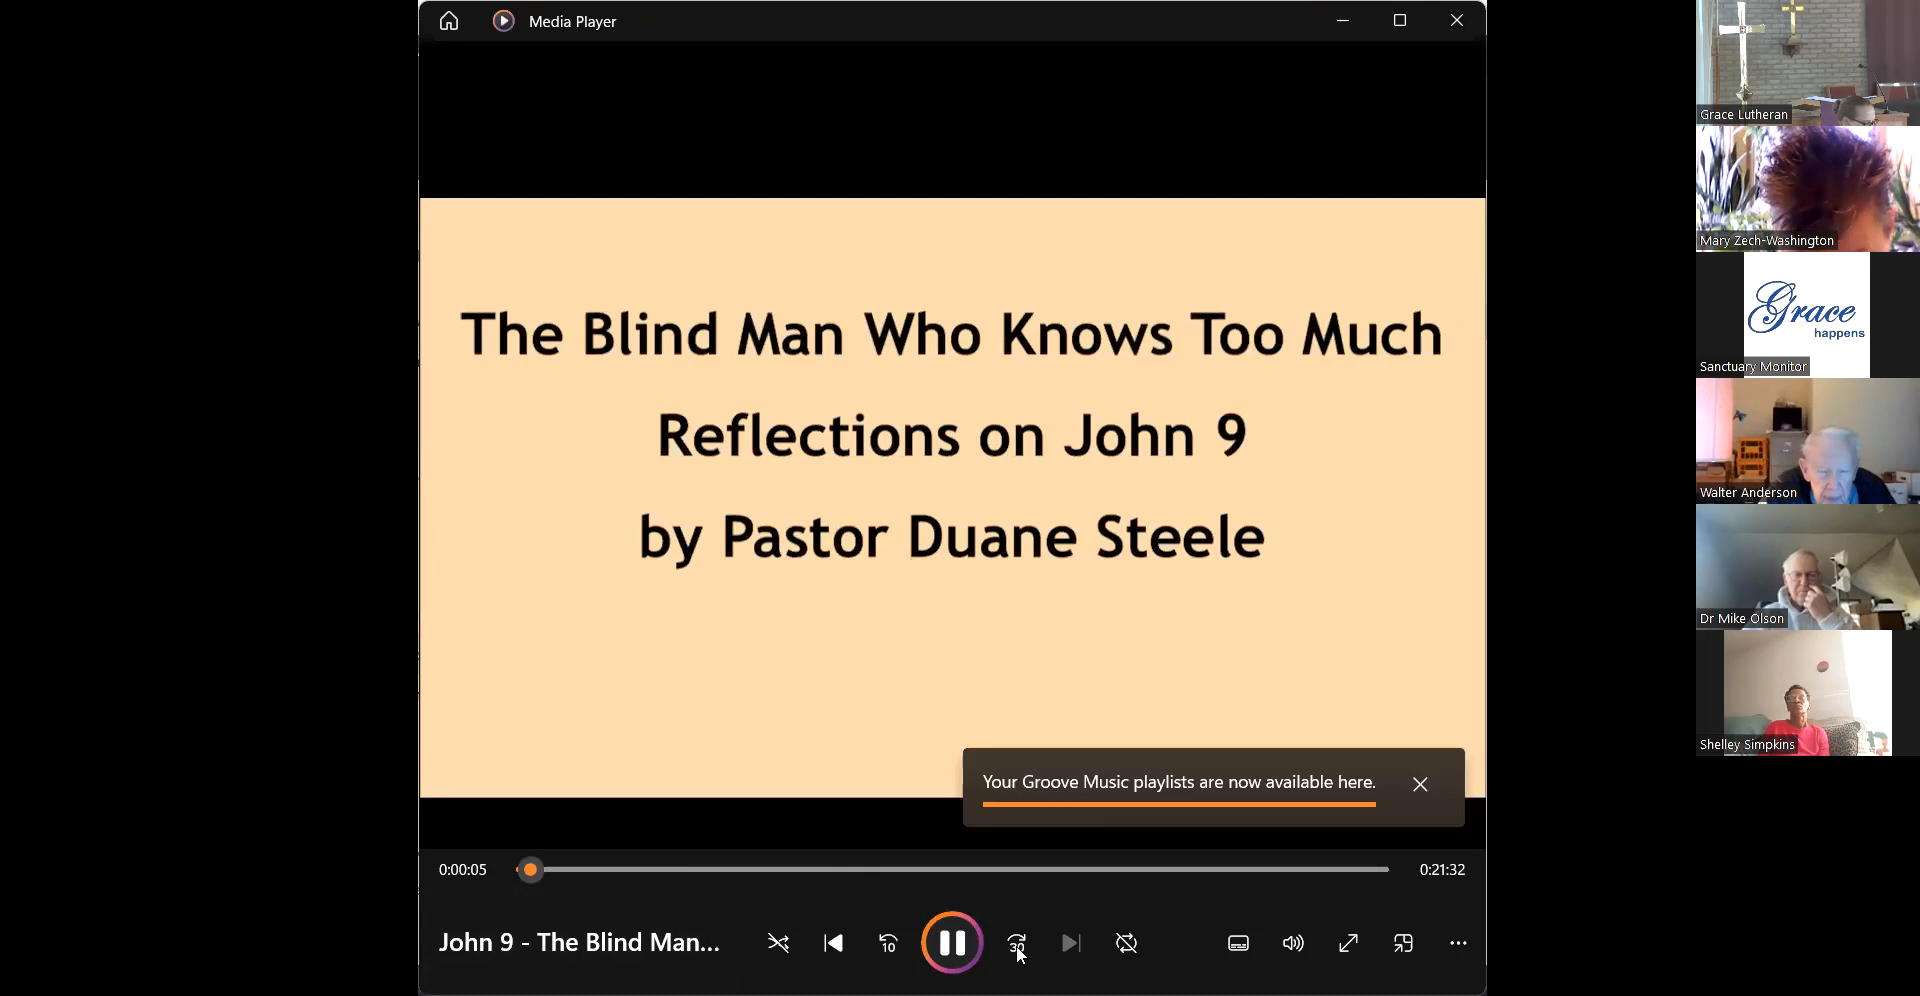 Media Player
The Blind Man Who Knows Too Much
Reflections on John 9
by Pastor Duane Steele
Your Groove Music playlists are now available here.
0:00:05
0:21:32
John 9 - The Blind Man...
10
30
Grace Lutheran
Mary Zech-Washington
Grace
happens
Sanctuary Monitor
Walter Anderson
Dr Mike Olson
Shelley Simpkins